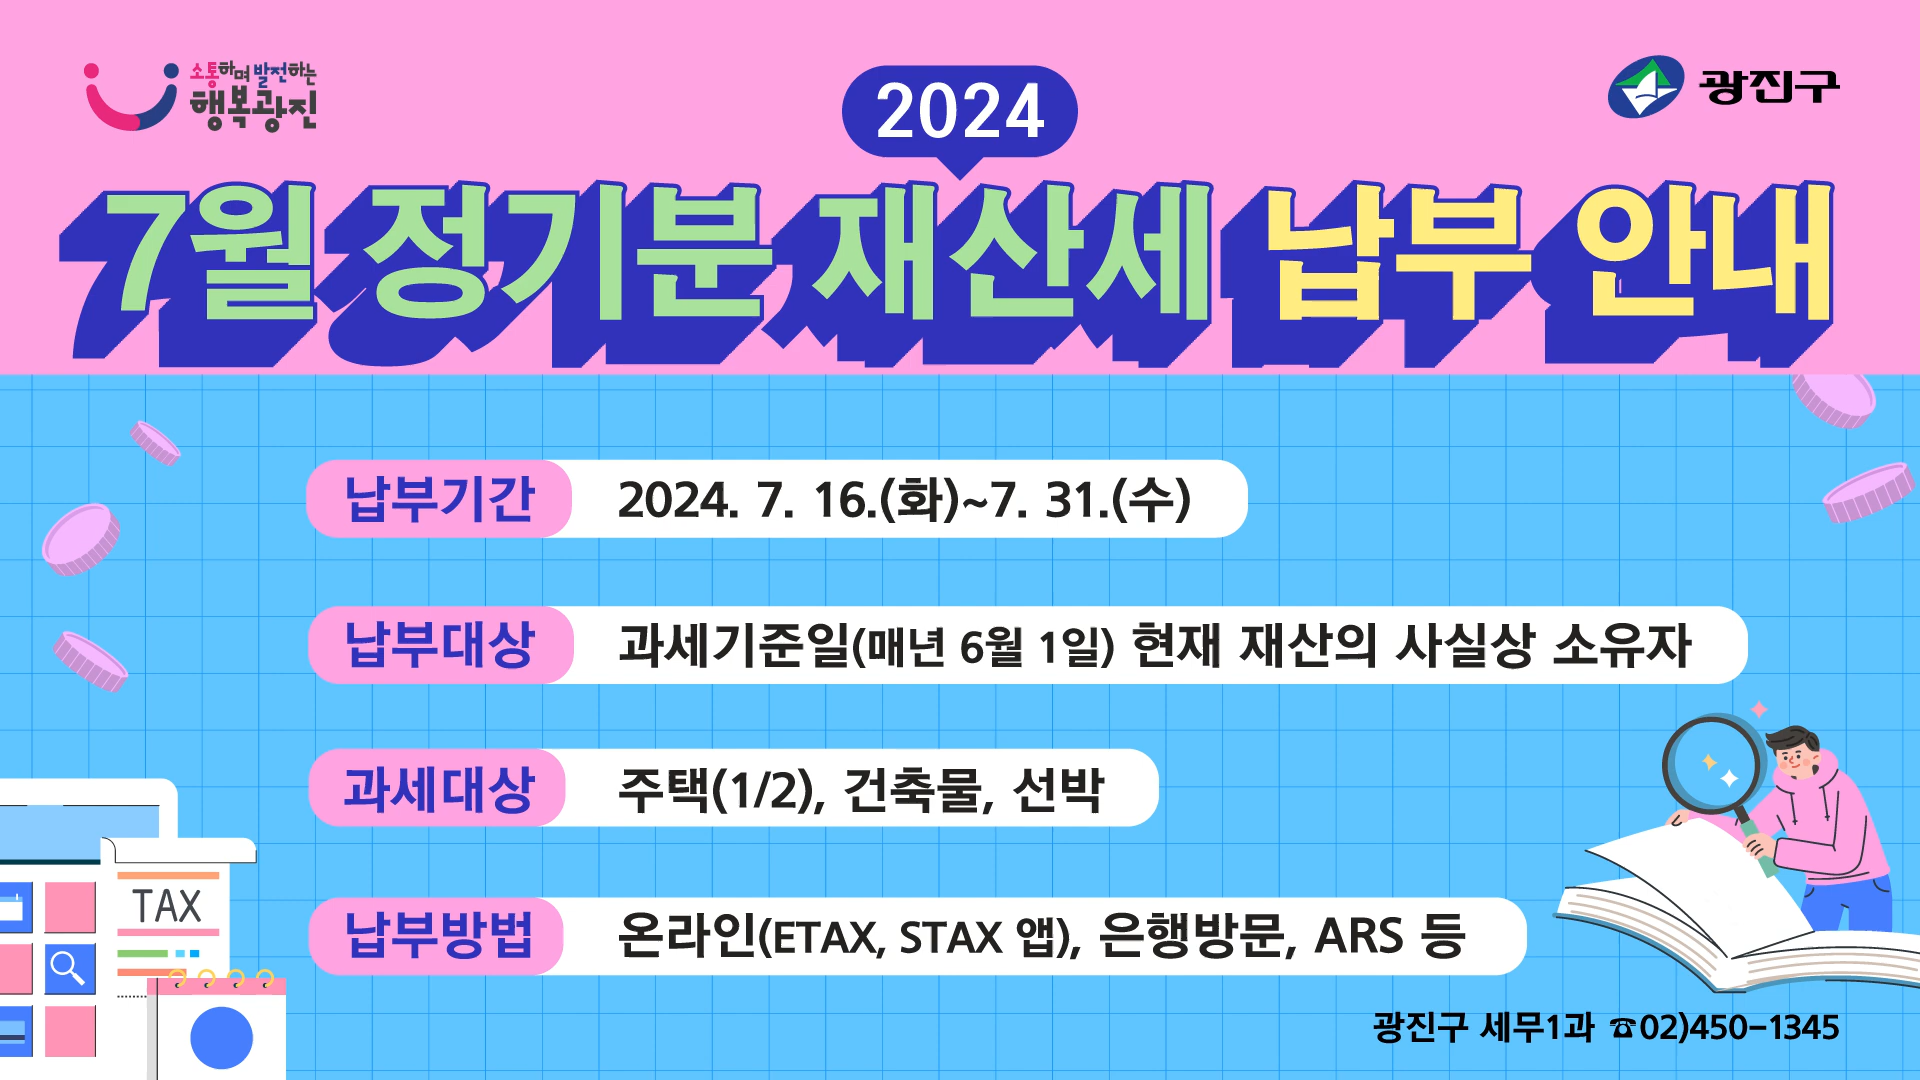 소통하며 발전하는
행복광진
광진구
2024
7월 정기분 재산세 납부 안내
납부기간 2024. 7. 16.(화)~7. 31.(수)
납부대상 과세기준일(매년 6월 1일) 현재 재산의 사실상 소유자
과세대상 주택(1/2), 건축물, 선박
납부방법 온라인(ETAX, STAX 앱), 은행방문, ARS 등
TAX
광진구 세무1과 ☎02)450-1345